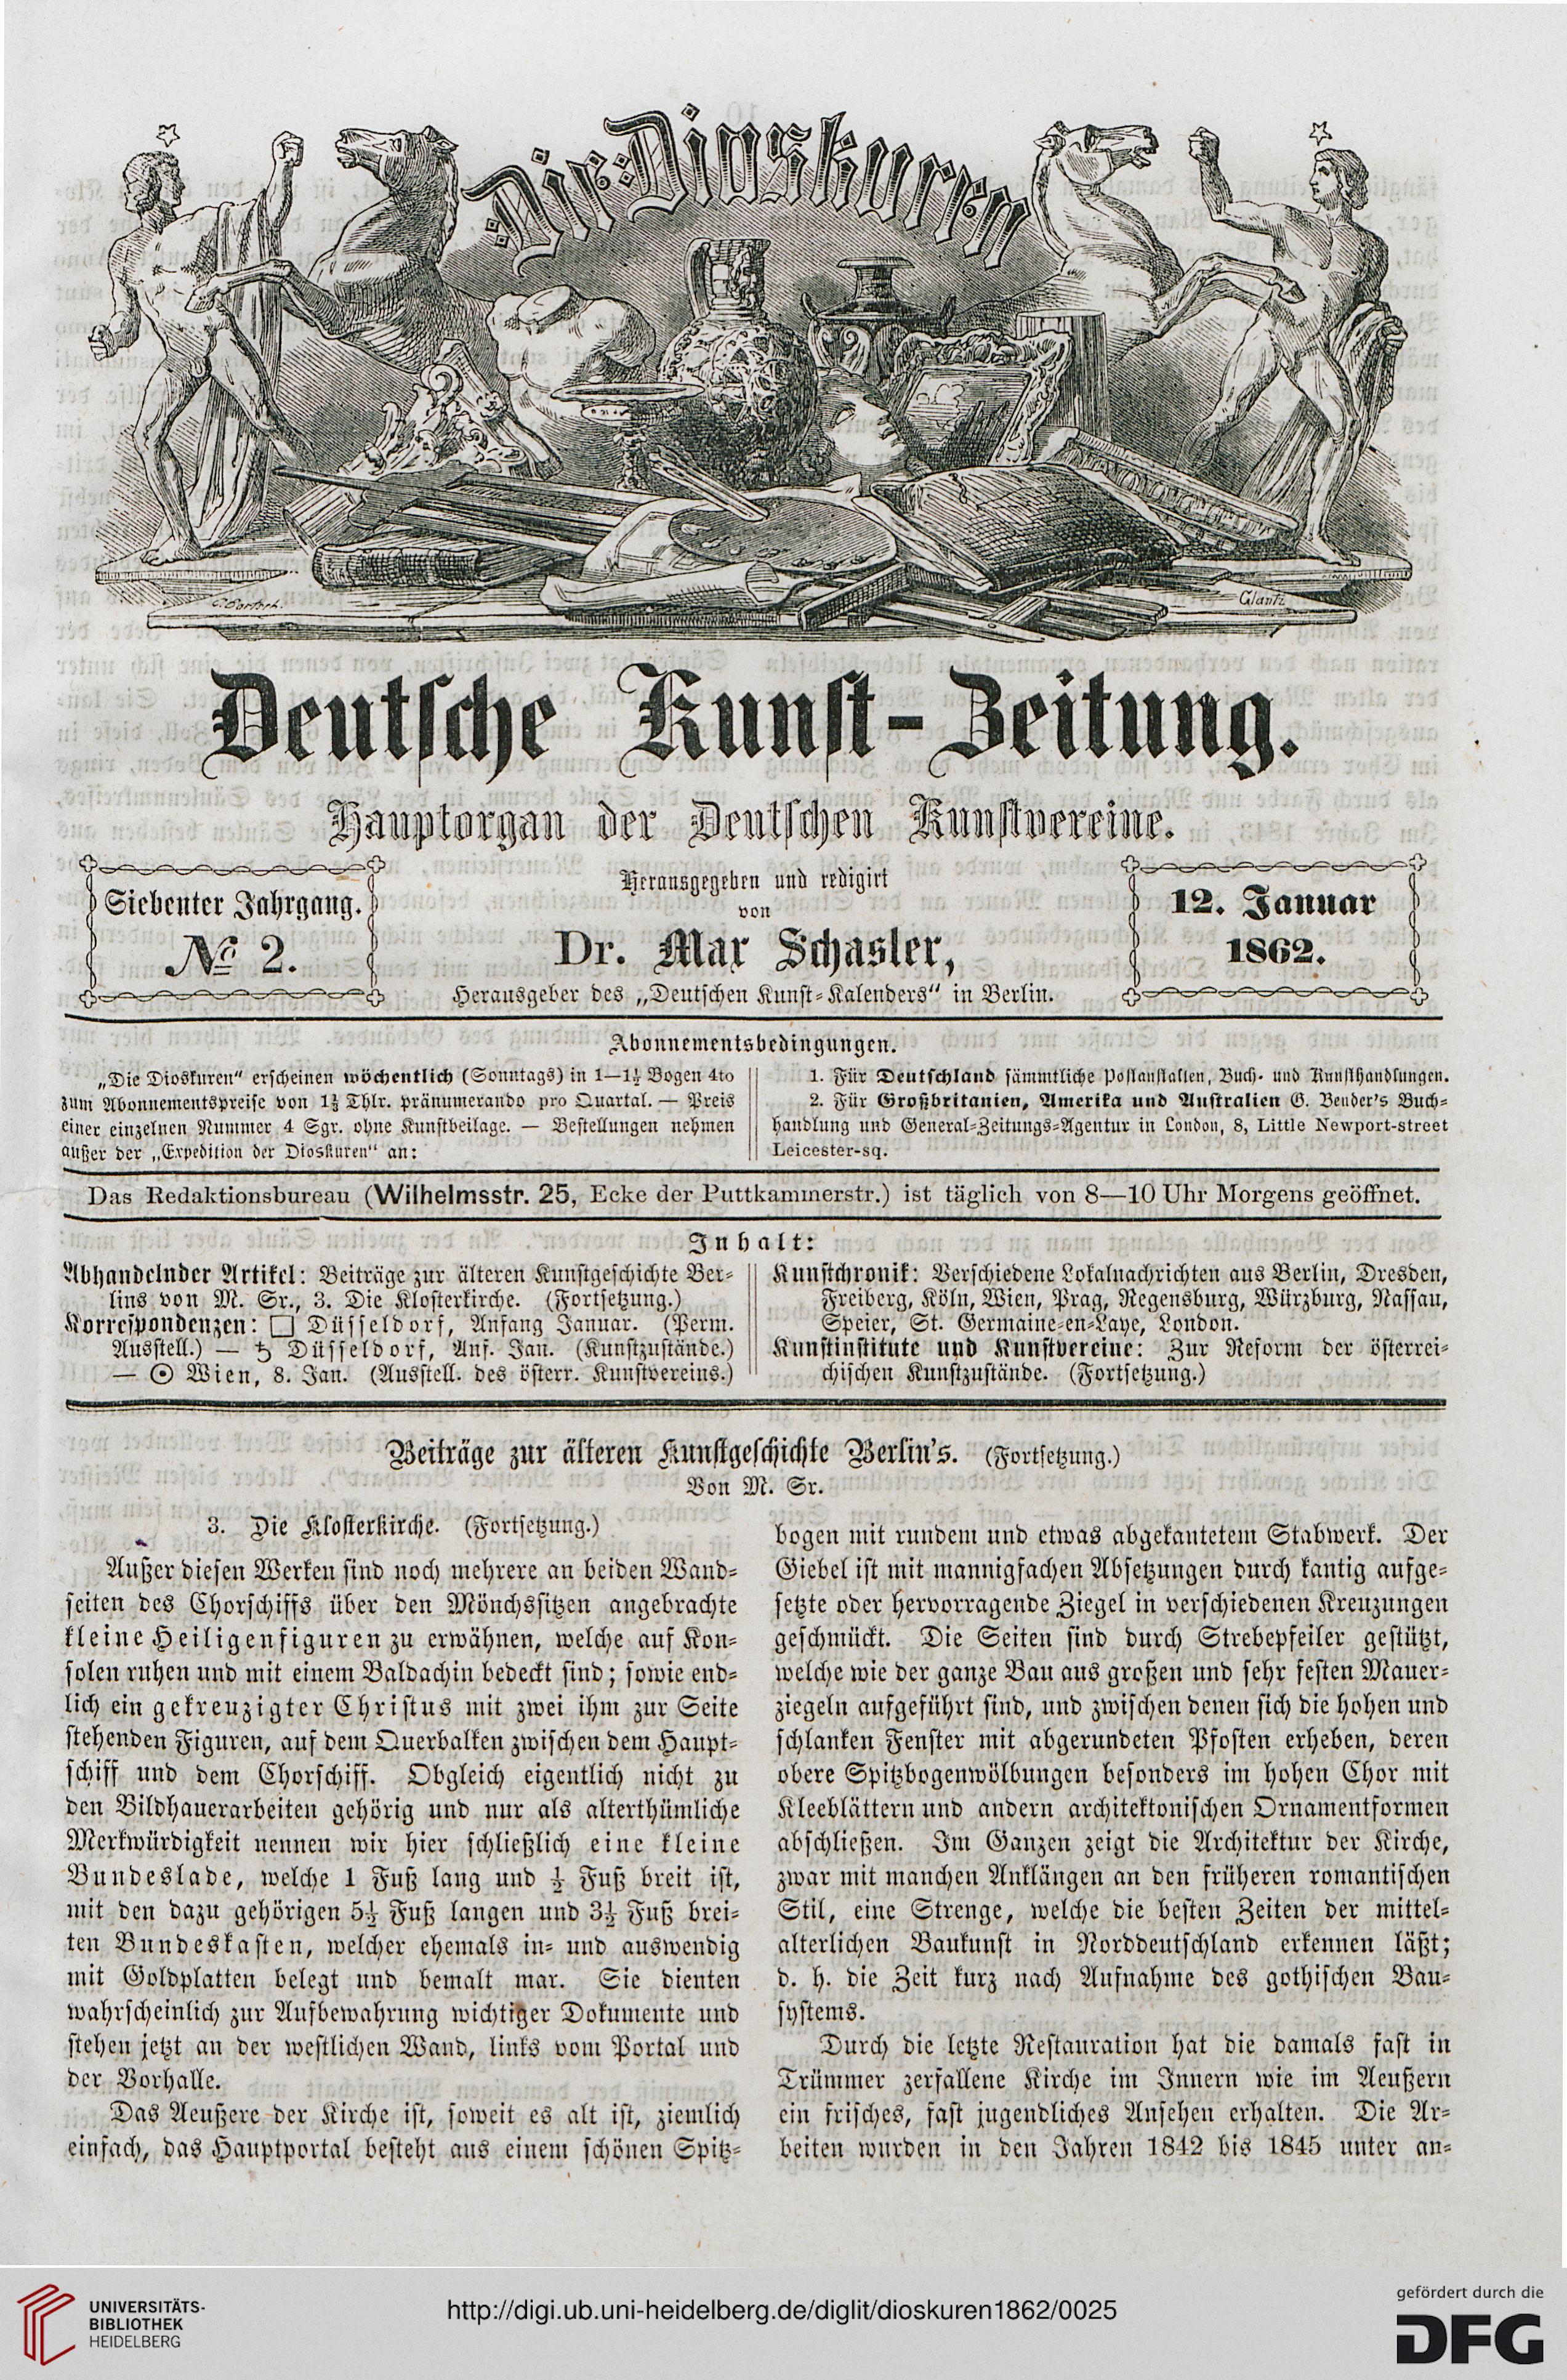 Die Dioskuren
C. Bartsch.
Glantz
Deutsche Kunst-Zeitung.
Hauptorgan der Deutschen Kunstvereine.
Siebenter Jahrgang.
№ 2.
Herausgegeben und redigirt
von
Dr. Max Schasler,
Herausgeber des „Deutschen Kunst-Kalenders“ in Berlin.
12. Januar
1862.
Abonnementsbedingungen.
„Die Dioskuren“ erscheinen wöchentlich (Sonntags) in 1—1½ Bogen 4to
zum Abonnementspreise von 1⅔ Thlr. pränumerando pro Quartal. — Preis
einer einzelnen Nummer 4 Sgr. ohne Kunstbeilage. — Bestellungen nehmen
außer der „Expedition der Dioskuren“ an:
1. Für Deutschland sämmtliche Postanstalten, Buch- und Kunsthandlungen.
2. Für Großbritanien, Amerika und Australien G. Bender's Buch-
handlung und General-Zeitungs-Agentur in London, 8, Little Newport-street
Leicester-sq.
Das Redaktionsbureau (Wilhelmsstr. 25, Ecke der Puttkammerstr.) ist täglich von 8—10 Uhr Morgens geöffnet.
Inhalt:
Abhandelnder Artikel: Beiträge zur älteren Kunstgeschichte Ber-
lins von M. Sr., 3. Die Klosterkirche. (Fortsetzung.)
Korrespondenzen: □ Düsseldorf, Anfang Januar. (Perm.
Ausstell.) — ♄ Düsseldorf, Anf. Jan. (Kunstzustände.)
— ☉ Wien, 8. Jan. (Ausstell. des österr. Kunstvereins.)
Kunstchronik: Verschiedene Lokalnachrichten aus Berlin, Dresden,
Freiberg, Köln, Wien, Prag, Regensburg, Würzburg, Nassau,
Speier, St. Germaine-en-Laye, London.
Kunstinstitute und Kunstvereine: Zur Reform der österrei-
chischen Kunstzustände. (Fortsetzung.)
Beiträge zur älteren Kunstgeschichte Berlin's. (Fortsetzung.)
Von M. Sr.
3. Die Klosterkirche. (Fortsetzung.)
Außer diesen Werken sind noch mehrere an beiden Wand-
seiten des Chorschiffs über den Mönchssitzen angebrachte
kleine Heiligenfiguren zu erwähnen, welche auf Kon-
solen ruhen und mit einem Baldachin bedeckt sind; sowie end-
lich ein gekreuzigter Christus mit zwei ihm zur Seite
stehenden Figuren, auf dem Querbalken zwischen dem Haupt-
schiff und dem Chorschiff. Obgleich eigentlich nicht zu
den Bildhauerarbeiten gehörig und nur als alterthümliche
Merkwürdigkeit nennen wir hier schließlich eine kleine
Bundeslade, welche 1 Fuß lang und ½ Fuß breit ist,
mit den dazu gehörigen 5½ Fuß langen und 3½ Fuß brei-
ten Bundeskasten, welcher ehemals in- und auswendig
mit Goldplatten belegt und bemalt mar. Sie dienten
wahrscheinlich zur Aufbewahrung wichtiger Dokumente und
stehen jetzt an der westlichen Wand, links vom Portal und
der Vorhalle.
Das Aeußere der Kirche ist, soweit es alt ist, ziemlich
einfach, das Hauptportal besteht aus einem schönen Spitz-
bogen mit rundem und etwas abgekantetem Stabwerk. Der
Giebel ist mit mannigfachen Absetzungen durch kantig aufge-
setzte oder hervorragende Ziegel in verschiedenen Kreuzungen
geschmückt. Die Seiten sind durch Strebepfeiler gestützt,
welche wie der ganze Bau aus großen und sehr festen Mauer-
ziegeln aufgeführt sind, und zwischen denen sich die hohen und
schlanken Fenster mit abgerundeten Pfosten erheben, deren
obere Spitzbogenwölbungen besonders im hohen Chor mit
Kleeblättern und andern architektonischen Ornamentformen
abschließen. Im Ganzen zeigt die Architektur der Kirche,
zwar mit manchen Anklängen an den früheren romantischen
Stil, eine Strenge, welche die besten Zeiten der mittel-
alterlichen Baukunst in Norddeutschland erkennen läßt;
d. h. die Zeit kurz nach Aufnahme des gothischen Bau-
systems.
Durch die letzte Restauration hat die damals fast in
Trümmer zerfallene Kirche im Innern wie im Aeußern
ein frisches, fast jugendliches Ansehen erhalten. Die Ar-
beiten wurden in den Jahren 1842 bis 1845 unter an-
UNIVERSITÄTS-
BIBLIOTHEK
HEIDELBERG
http://digi.ub.uni-heidelberg.de/diglit/dioskuren1862/0025
gefördert durch die
DFG